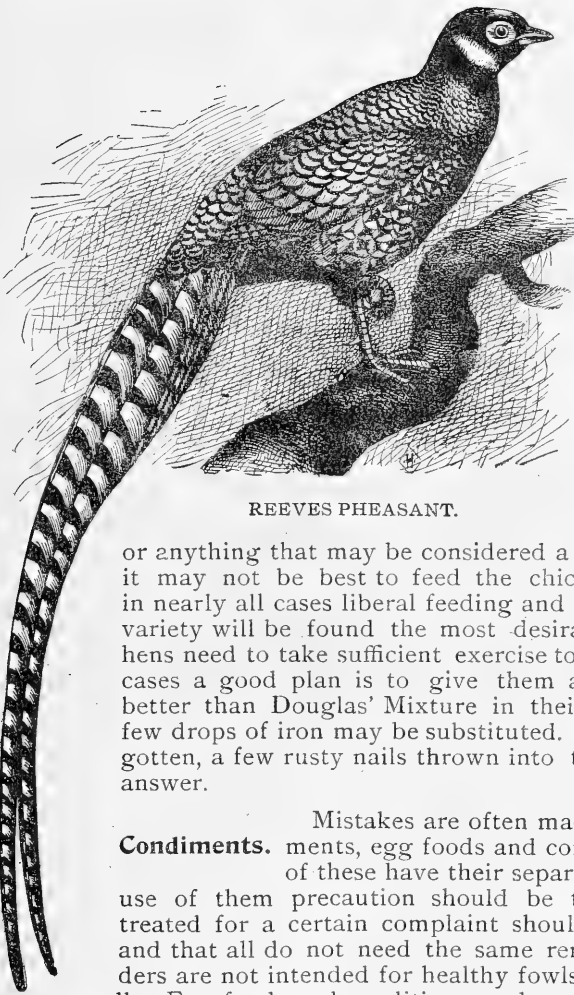 REEVES PHEASANT.
or anything that may be considered a
it may not be best to feed the chic
in nearly all cases liberal feeding and
variety will be found the most desira
hens need to take sufficient exercise to
cases a good plan is to give them a
better than Douglas' Mixture in thei
few drops of iron may be substituted.
gotten, a few rusty nails thrown into t
answer.
Mistakes are often ma
Condiments. ments, egg foods and co
of these have their separ
use of them precaution should be t
treated for a certain complaint shoul
and that all do not need the same re
ders are not intended for healthy fowls